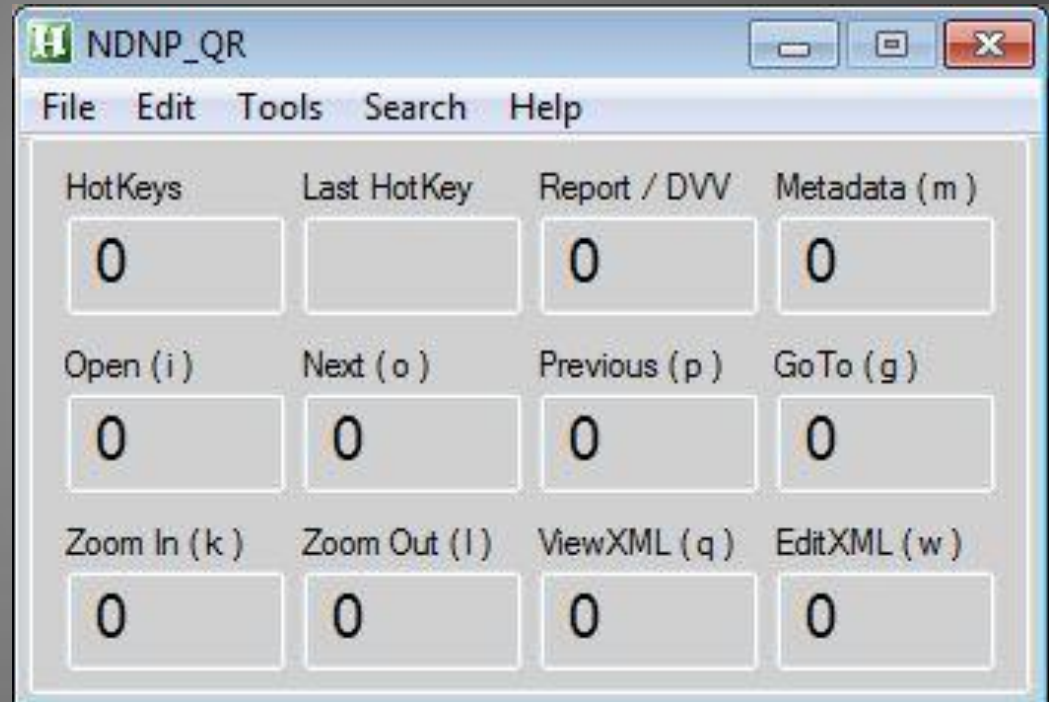 NDNP_QR
File Edit Tools Search Help
HotKeys Last HotKey Report / DVV Metadata ( m )
0 0 0
Open ( i ) Next ( o ) Previous ( p ) GoTo ( g )
0 0 0 0
Zoom In ( k ) Zoom Out ( l ) ViewXML ( q ) EditXML ( w )
0 0 0 0